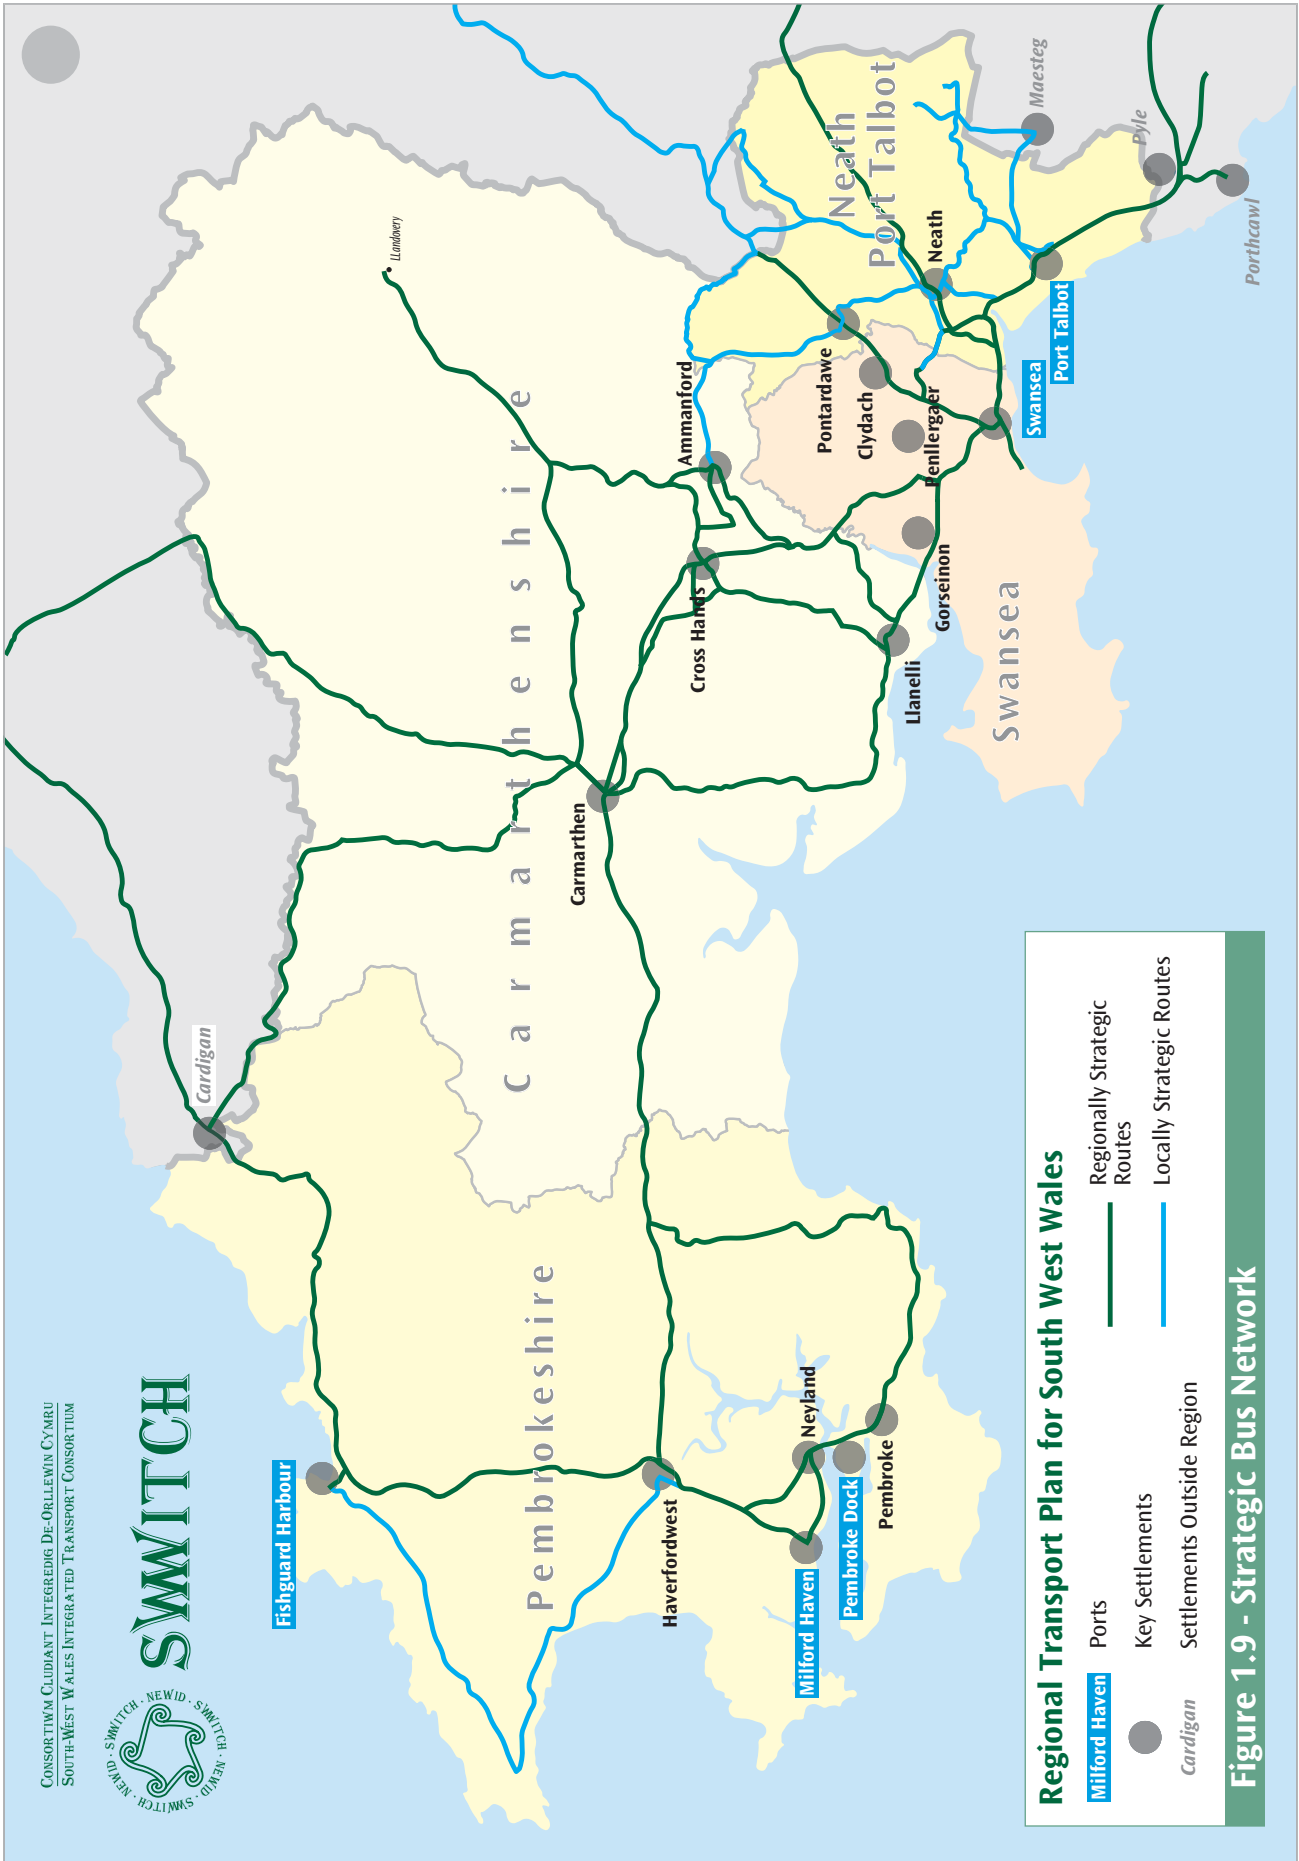 CONSORTIWM CLUDIANT INTEGREDIG DE-ORLLEWIN CYMRU
SOUTH-WEST WALES INTEGRATED TRANSPORT CONSORTIUM
SWWITCH
SWWITCH · NEWID · SWWITCH · NEWID · SWWITCH · NEWID ·
Fishguard Harbour
Cardigan
LLandovery
Pembrokeshire
Carmarthenshire
Carmarthen
Haverfordwest
Cross Hands
Ammanford
Neath
Port Talbot
Maesteg
Pyle
Porthcawl
Neath
Pontardawe
Clydach
Penllergaer
Port Talbot
Swansea
Gorseinon
Llanelli
Swansea
Neyland
Milford Haven
Pembroke Dock
Pembroke
Regional Transport Plan for South West Wales
Milford Haven
Ports
Key Settlements
Cardigan
Settlements Outside Region
Regionally Strategic
Routes
Locally Strategic Routes
Figure 1.9 - Strategic Bus Network